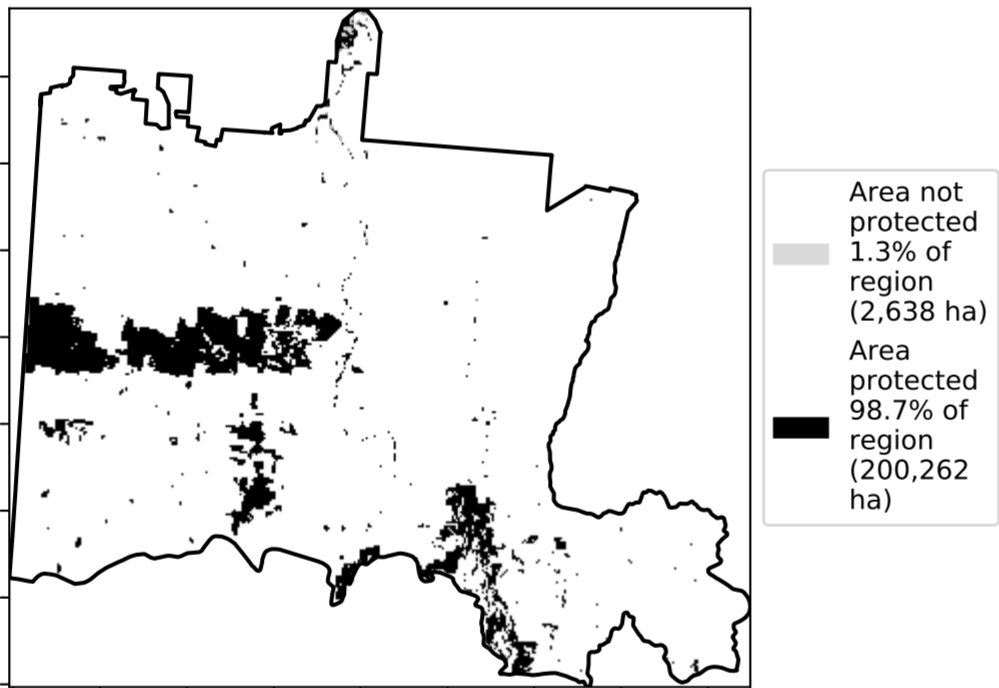 Area not
protected
1.3% of
region
(2,638 ha)
Area
protected
98.7% of
region
(200,262
ha)